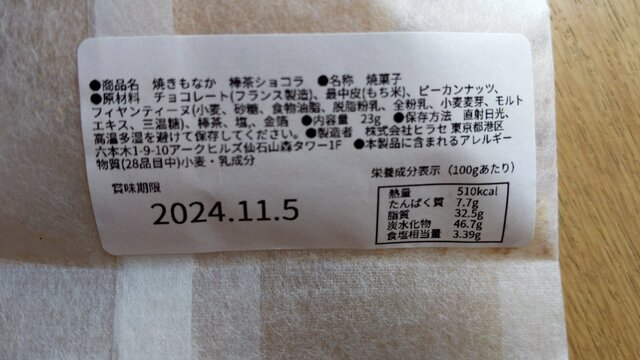 ●商品名 焼きもなか 棒茶ショコラ ●名称 焼菓子
●原材料 チョコレート(フランス製造)、最中皮(もち米)、ピーカンナッツ、
フィヤンティーヌ(小麦、砂糖、食物油脂、脱脂粉乳、全粉乳、小麦麦芽、モルト
エキス、三温糖)、棒茶、塩、金箔 ●内容量 23g ●保存方法 直射日光、
高温多湿を避けて保存してください。●製造者 株式会社ヒラセ 東京都港区
六本木1-9-10アークヒルズ仙石山森タワー1F ●本製品に含まれるアレルギー
物質(28品目中)小麦・乳成分
栄養成分表示(100gあたり)
賞味期限
2024.11.5
熱量 510kcal
たんぱく質 7.7g
脂質 32.5g
炭水化物 46.7g
食塩相当量 3.39g